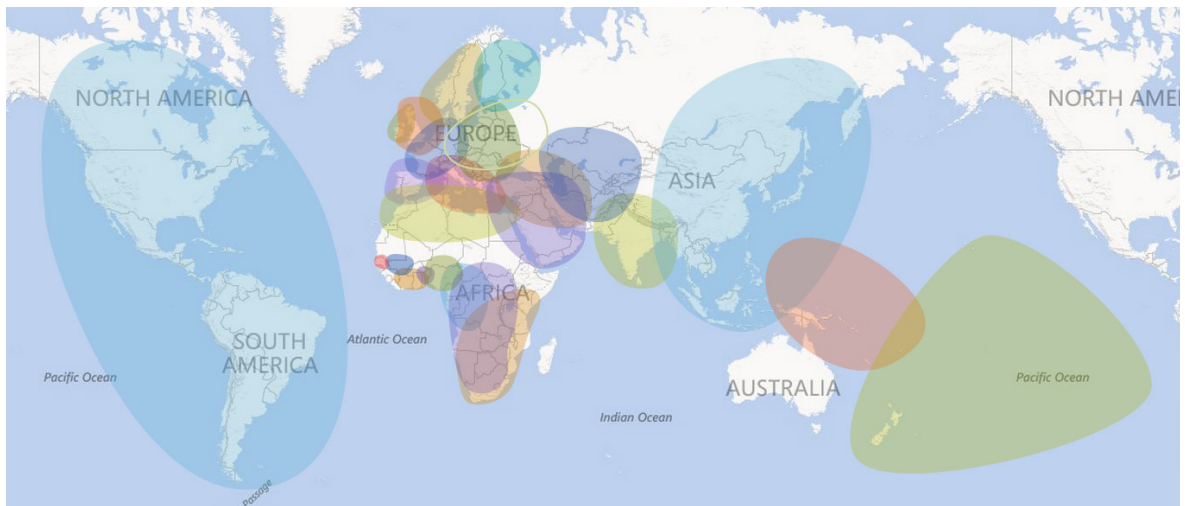 NORTH AMERICA
EUROPE
NORTH AME
ASIA
AFRICA
SOUTH
AMERICA
Atlantic Ocean
Pacific Ocean
Pacific Ocean
AUSTRALIA
Indian Ocean
Passage